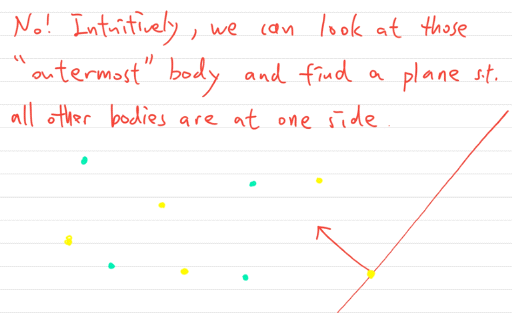 No! Intuitively, we can look at those
"outermost" body and find a plane s.t.
all other bodies are at one side.